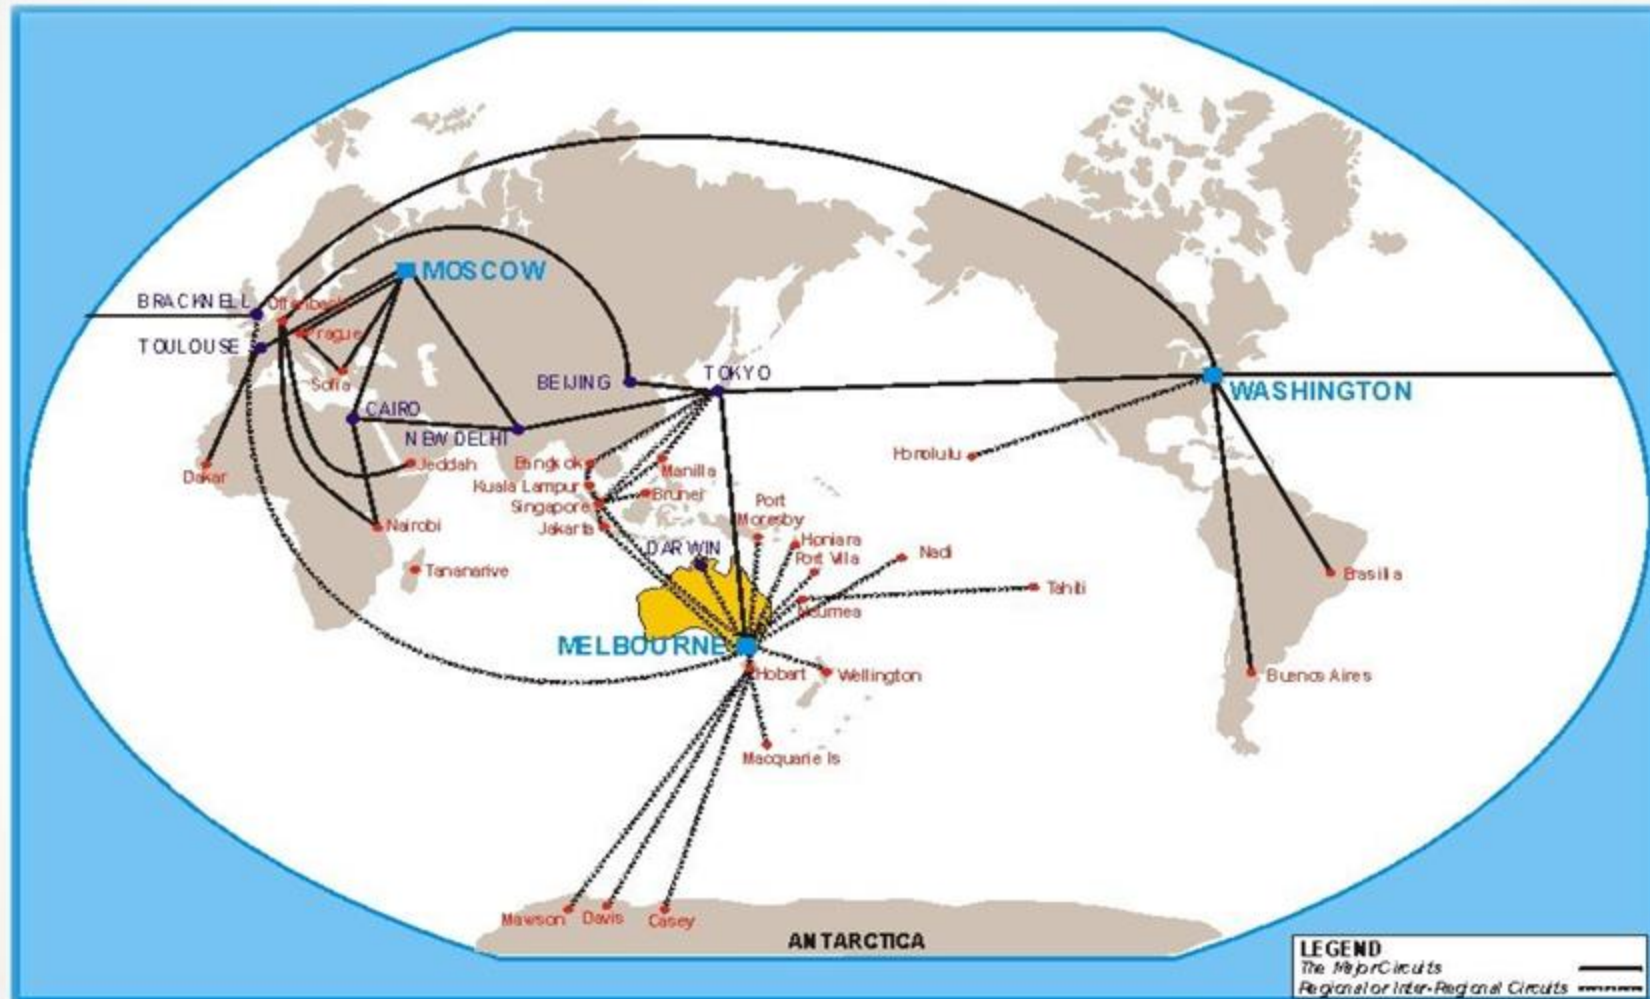 MOSCOW
BRACKNELL
Offenbach
Prague
TOULOUSE
Sofia
BEIJING
TOKYO
WASHINGTON
CAIRO
NEW DELHI
Honolulu
Dakar
Jeddah
Bangkok
Manilla
Kuala Lampur
Brunei
Singapore
Port
Moresby
Jakarta
Nairobi
Honiara
DARWIN
Port Villa
Nadi
Tananarive
Brasilia
Tahiti
Noumea
MELBOURNE
Hobart
Wellington
Buenos Aires
Macquarie Is
Mawson
Davis
Casey
ANTARCTICA
LEGEND
The Major Circuits
Regional or Inter-Regional Circuits